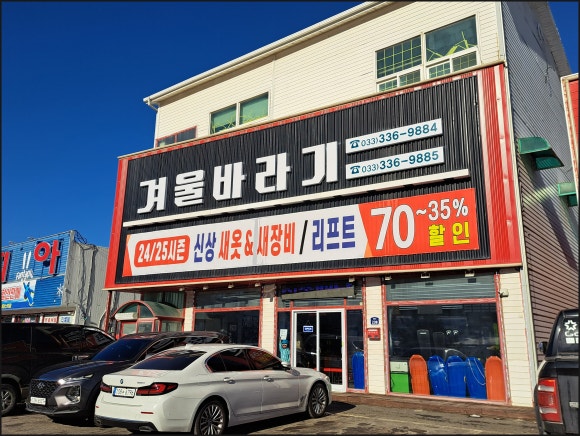 겨울바라기
☎(033)336-9884
☎(033)336-9885
24/25시즌 신상 새옷 & 새장비 / 리프트 70~35% 할인